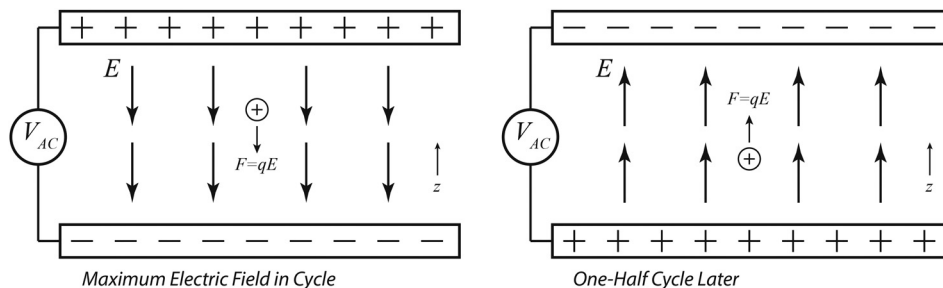 + + + + + + + + +
E
+
V_AC
F=qE
z
− − − − − − − − −
Maximum Electric Field in Cycle
− − − − − − − − −
E
F=qE
V_AC
+
z
+ + + + + + + + +
One-Half Cycle Later